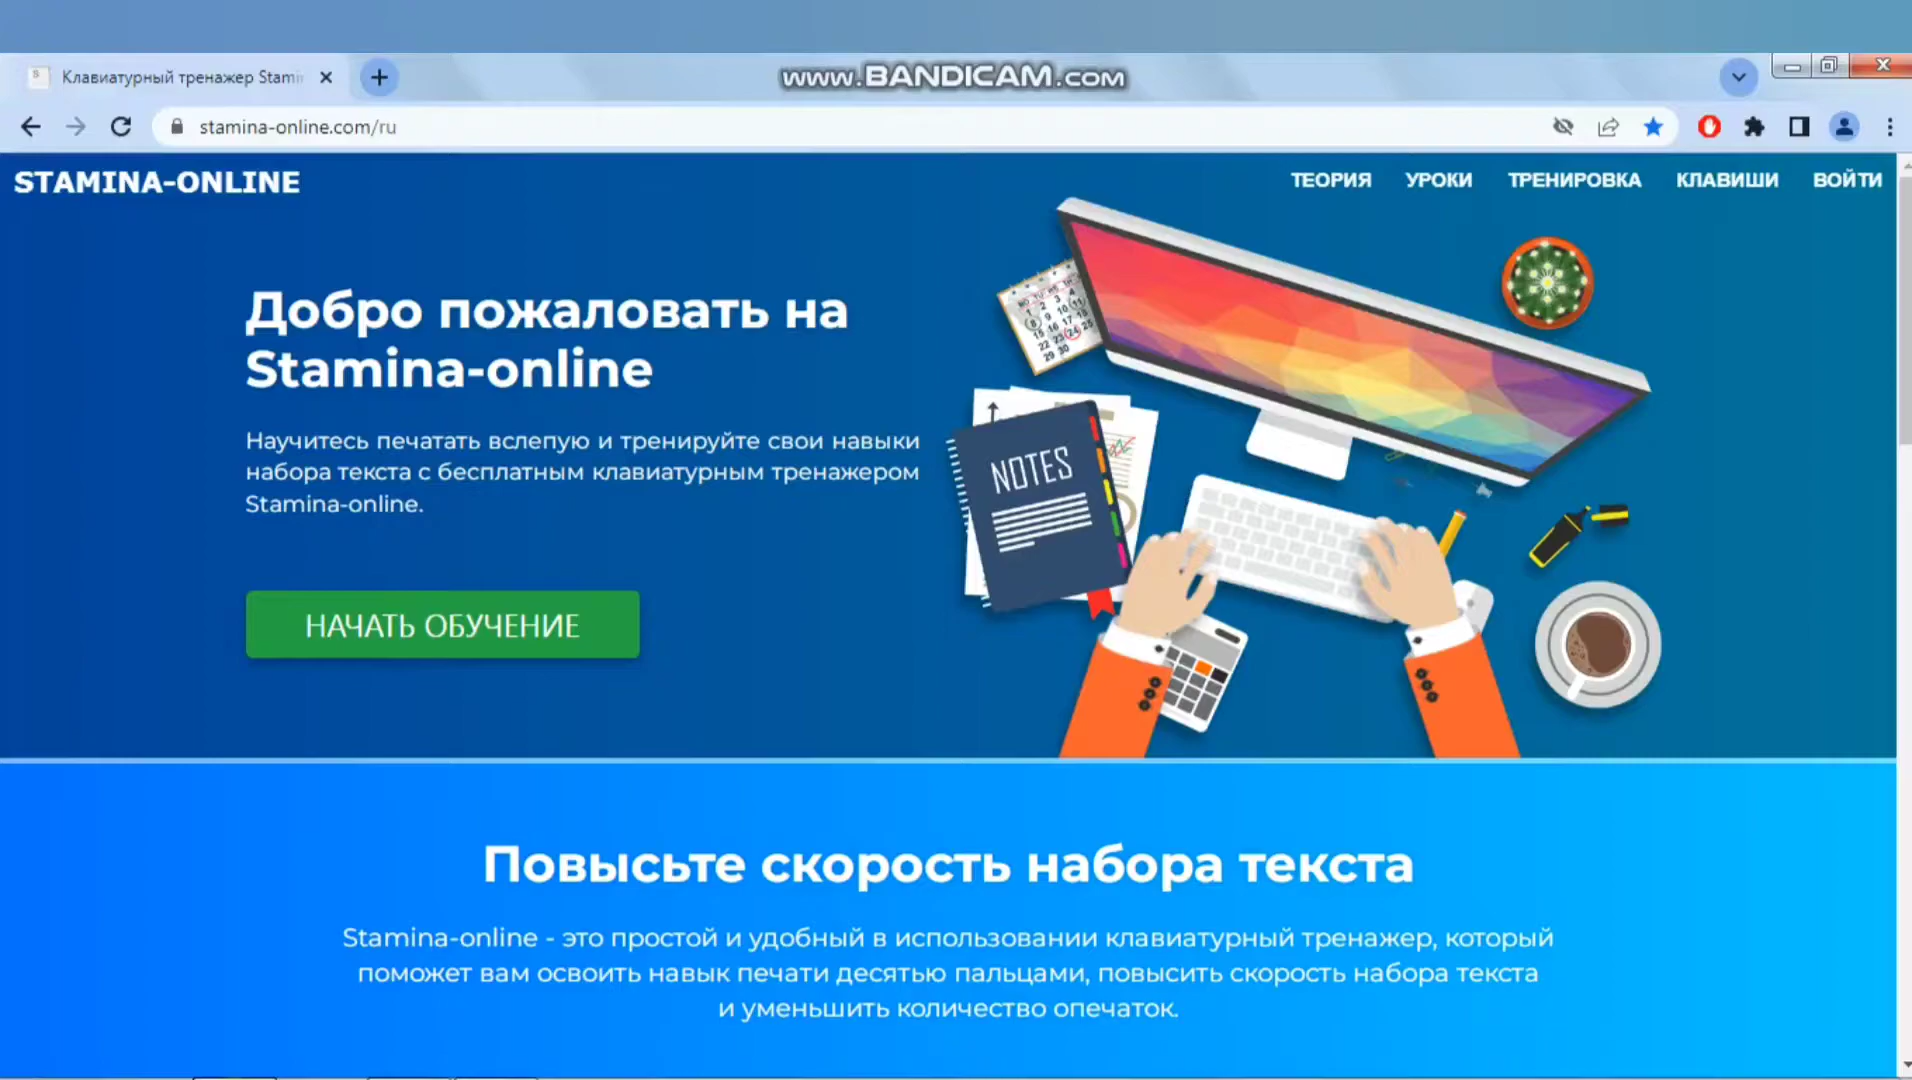 Клавиатурный тренажер Stami
www.BANDICAM.com
stamina-online.com/ru
STAMINA-ONLINE
ТЕОРИЯ
УРОКИ
ТРЕНИРОВКА
КЛАВИШИ
ВОЙТИ
Добро пожаловать на
Stamina-online
Научитесь печатать вслепую и тренируйте свои навыки
набора текста с бесплатным клавиатурным тренажером
Stamina-online.
НАЧАТЬ ОБУЧЕНИЕ
NOTES
Повысьте скорость набора текста
Stamina-online - это простой и удобный в использовании клавиатурный тренажер, который
поможет вам освоить навык печати десятью пальцами, повысить скорость набора текста
и уменьшить количество опечаток.